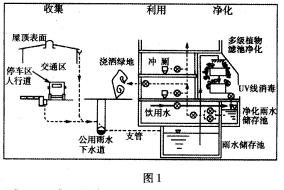 收集
利用
净化
屋顶表面
多级植物
滤池净化
交通区
浇洒绿地
冲厕
停车区
人行道
UV线消毒
饮用水
净化雨水
储存池
公用雨水
下水道
支管
雨水储存池
图1